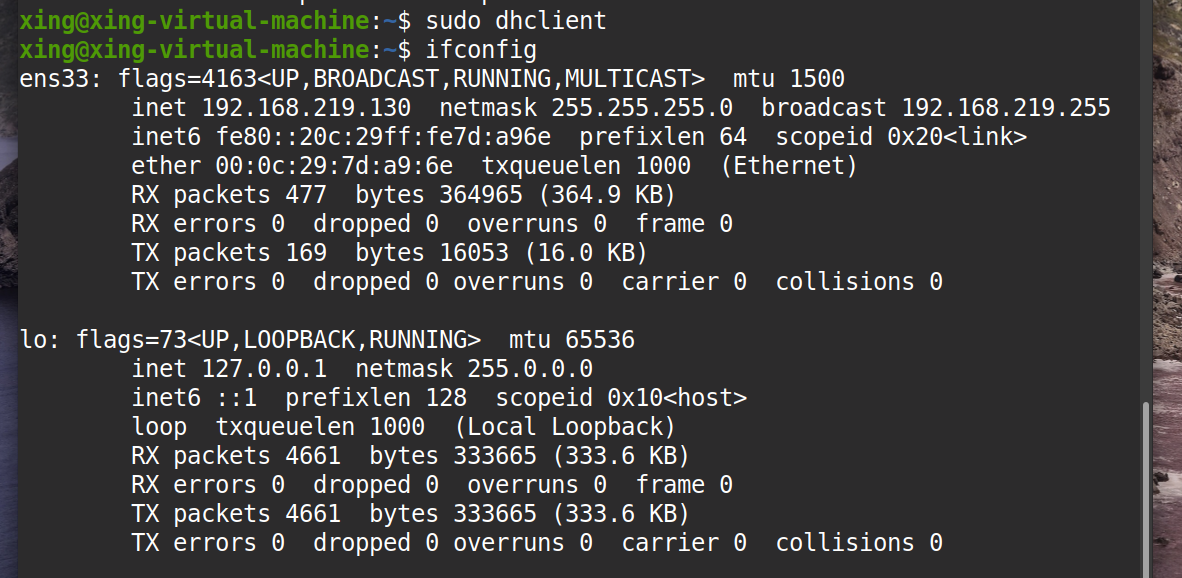 xing@xing-virtual-machine:~$ sudo dhclient
xing@xing-virtual-machine:~$ ifconfig
ens33: flags=4163<UP,BROADCAST,RUNNING,MULTICAST>  mtu 1500
        inet 192.168.219.130  netmask 255.255.255.0  broadcast 192.168.219.255
        inet6 fe80::20c:29ff:fe7d:a96e  prefixlen 64  scopeid 0x20<link>
        ether 00:0c:29:7d:a9:6e  txqueuelen 1000  (Ethernet)
        RX packets 477  bytes 364965 (364.9 KB)
        RX errors 0  dropped 0  overruns 0  frame 0
        TX packets 169  bytes 16053 (16.0 KB)
        TX errors 0  dropped 0 overruns 0  carrier 0  collisions 0

lo: flags=73<UP,LOOPBACK,RUNNING>  mtu 65536
        inet 127.0.0.1  netmask 255.0.0.0
        inet6 ::1  prefixlen 128  scopeid 0x10<host>
        loop  txqueuelen 1000  (Local Loopback)
        RX packets 4661  bytes 333665 (333.6 KB)
        RX errors 0  dropped 0  overruns 0  frame 0
        TX packets 4661  bytes 333665 (333.6 KB)
        TX errors 0  dropped 0 overruns 0  carrier 0  collisions 0